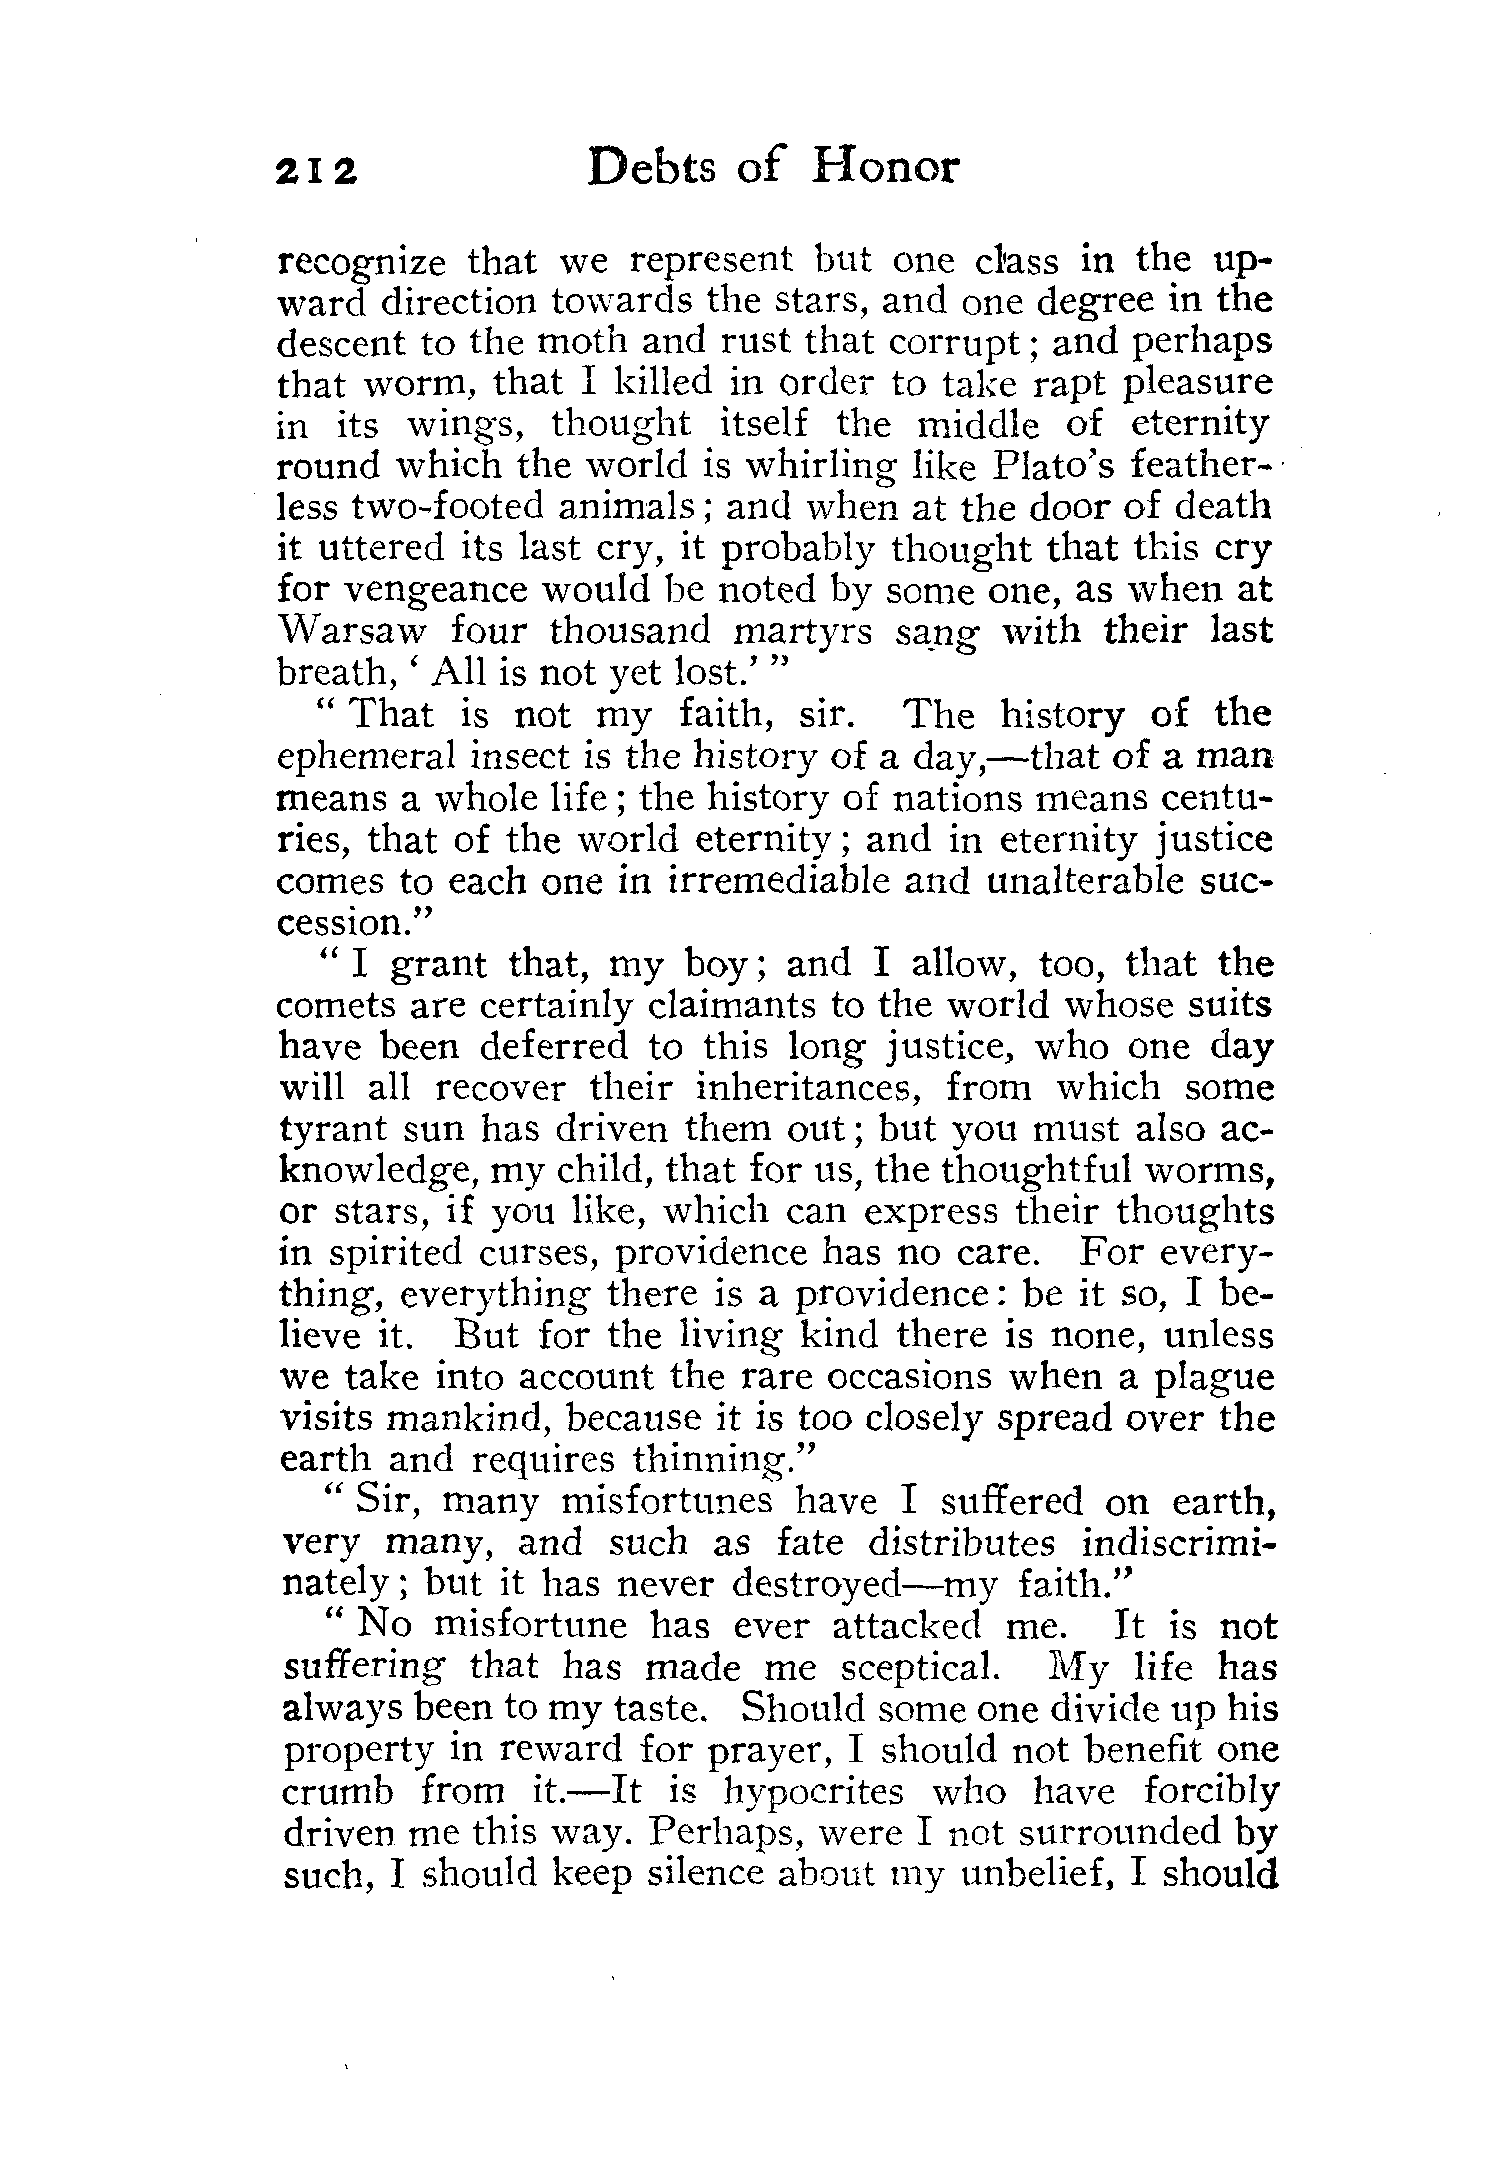 212 Debts of Honor
recognize that we represent but one class in the up-
ward direction towards the stars, and one degree in the
descent to the moth and rust that corrupt; and perhaps
that worm, that I killed in order to take rapt pleasure
in its wings, thought itself the middle of eternity
round which the world is whirling like Plato's feather-
less two-footed animals; and when at the door of death
it uttered its last cry, it probably thought that this cry
for vengeance would be noted by some one, as when at
Warsaw four thousand martyrs sang with their last
breath, ‘ All is not yet lost.’ ”
“ That is not my faith, sir. The history of the
ephemeral insect is the history of a day,—that of a man
means a whole life; the history of nations means centu-
ries, that of the world eternity; and in eternity justice
comes to each one in irremediable and unalterable suc-
cession.”
“ I grant that, my boy; and I allow, too, that the
comets are certainly claimants to the world whose suits
have been deferred to this long justice, who one day
will all recover their inheritances, from which some
tyrant sun has driven them out; but you must also ac-
knowledge, my child, that for us, the thoughtful worms,
or stars, if you like, which can express their thoughts
in spirited curses, providence has no care. For every-
thing, everything there is a providence: be it so, I be-
lieve it. But for the living kind there is none, unless
we take into account the rare occasions when a plague
visits mankind, because it is too closely spread over the
earth and requires thinning.”
“ Sir, many misfortunes have I suffered on earth,
very many, and such as fate distributes indiscrimi-
nately; but it has never destroyed—my faith.”
“ No misfortune has ever attacked me. It is not
suffering that has made me sceptical. My life has
always been to my taste. Should some one divide up his
property in reward for prayer, I should not benefit one
crumb from it.—It is hypocrites who have forcibly
driven me this way. Perhaps, were I not surrounded by
such, I should keep silence about my unbelief, I should